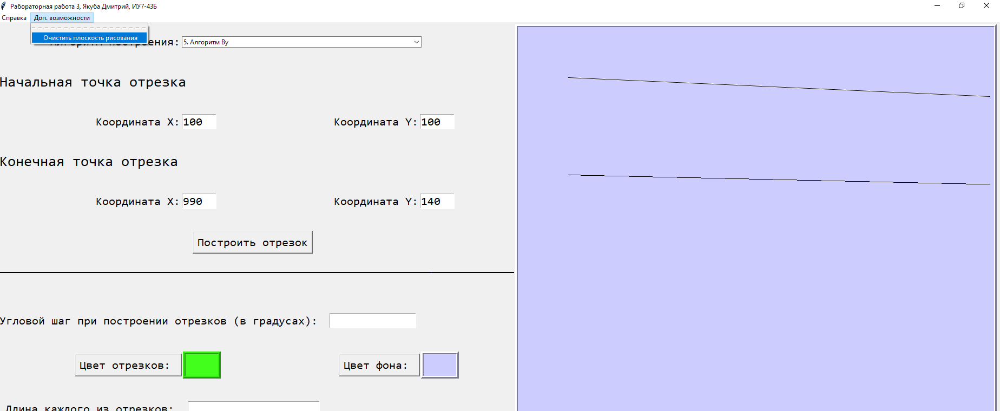 Рабораторная работа 3, Якуба Дмитрий, ИУ7-43Б
Справка Доп. возможности
Очистить плоскость рисования
Алгоритм построения: 5. Алгоритм Ву
Начальная точка отрезка
Координата X: 100 Координата Y: 100
Конечная точка отрезка
Координата X: 990 Координата Y: 140
Построить отрезок
Угловой шаг при построении отрезков (в градусах):
Цвет отрезков: Цвет фона:
Длина каждого из отрезков: